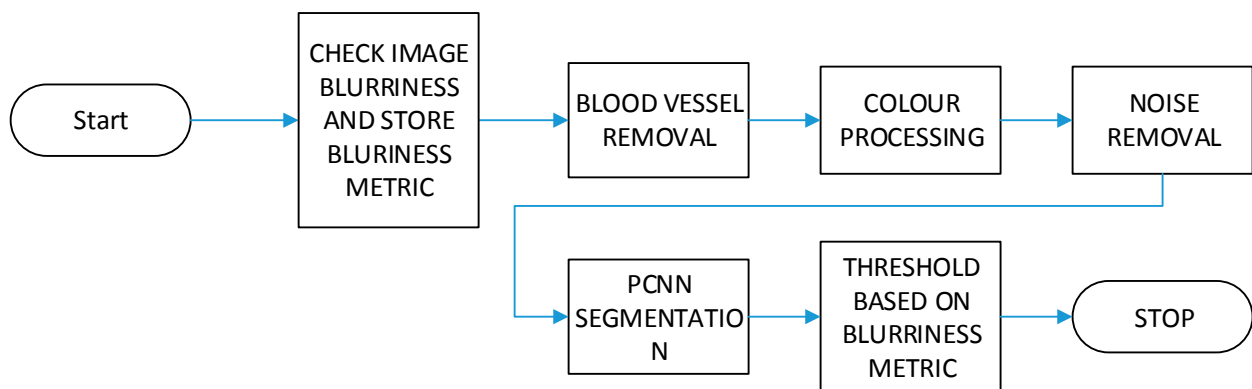 Start
CHECK IMAGE
BLURRINESS
AND STORE
BLURINESS
METRIC
BLOOD VESSEL
REMOVAL
COLOUR
PROCESSING
NOISE
REMOVAL
PCNN
SEGMENTATIO
N
THRESHOLD
BASED ON
BLURRINESS
METRIC
STOP